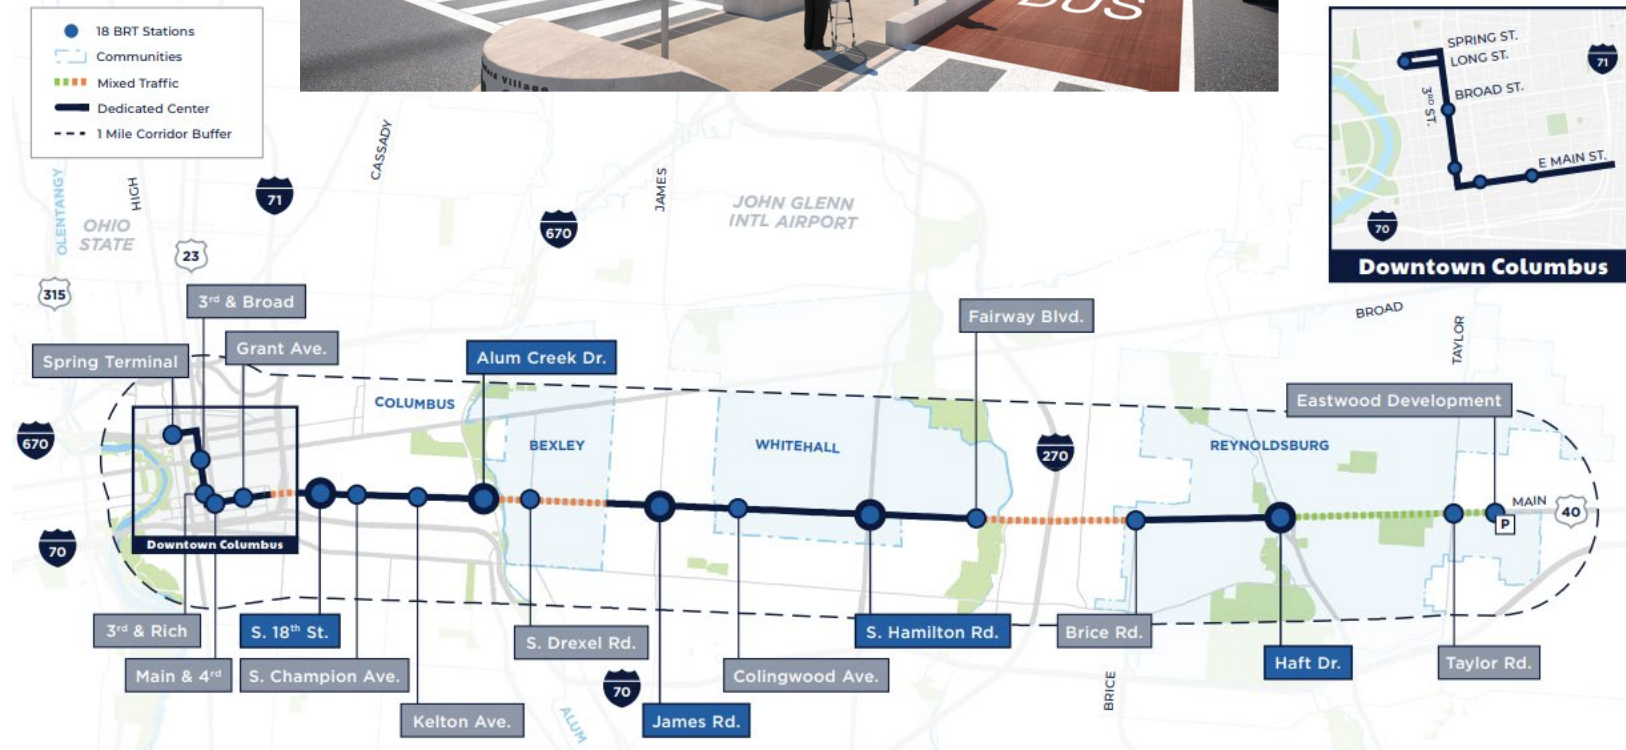 18 BRT Stations
Communities
Mixed Traffic
Dedicated Center
1 Mile Corridor Buffer
Village
BUS
SPRING ST.
LONG ST.
71
3RD ST.
BROAD ST.
E MAIN ST.
70
Downtown Columbus
OLENTANGY
HIGH
OHIO
STATE
71
CASSADY
JAMES
JOHN GLENN
INTL AIRPORT
670
23
315
3rd & Broad
Fairway Blvd.
BROAD
TAYLOR
Spring Terminal
Grant Ave.
Alum Creek Dr.
Eastwood Development
COLUMBUS
670
BEXLEY
WHITEHALL
270
REYNOLDSBURG
MAIN
40
P
70
Downtown Columbus
3rd & Rich
S. 18th St.
S. Drexel Rd.
S. Hamilton Rd.
Brice Rd.
Main & 4rd
S. Champion Ave.
Colingwood Ave.
Haft Dr.
Taylor Rd.
70
BRICE
Kelton Ave.
ALUM
James Rd.